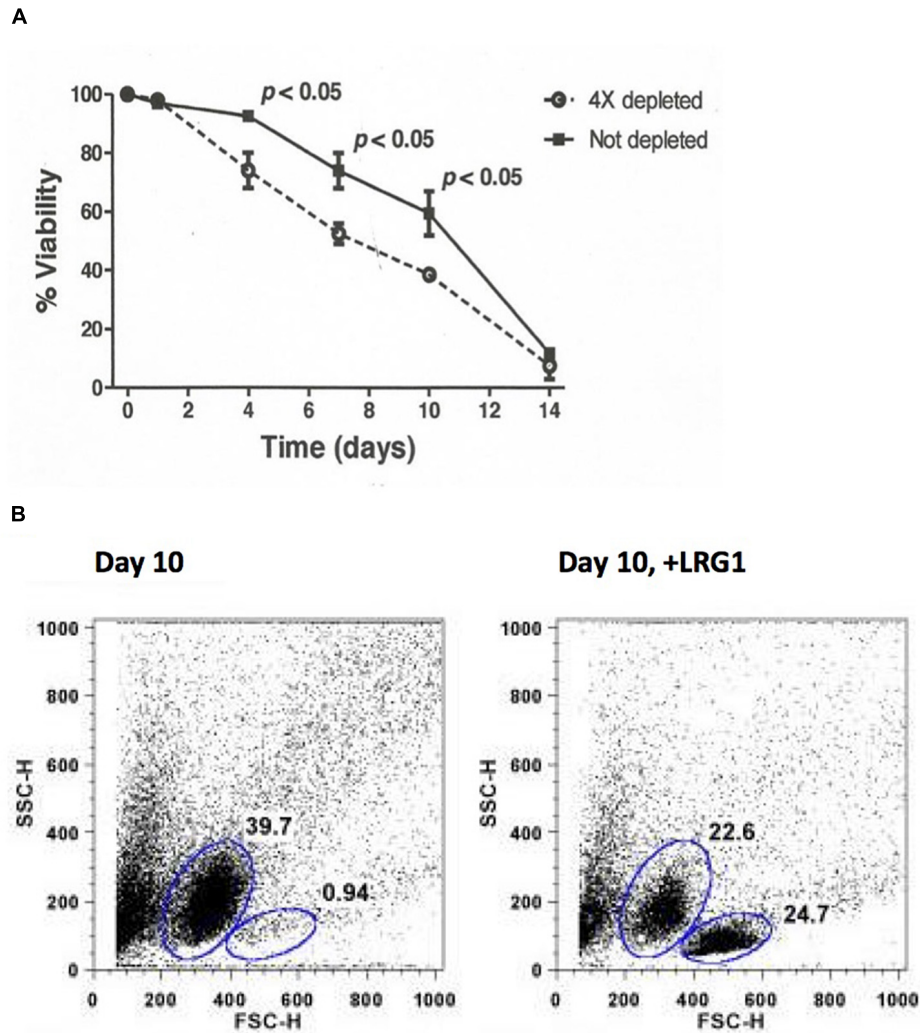 A
100
80
60
40
20
0
% Viability
p< 0.05
p< 0.05
p< 0.05
4X depleted
Not depleted
0 2 4 6 8 10 12 14
Time (days)
B
Day 10
1000
800
600
400
200
0
SSC-H
39.7
0.94
0 200 400 600 800 1000
FSC-H
Day 10, +LRG1
1000
800
600
400
200
0
SSC-H
22.6
24.7
0 200 400 600 800 1000
FSC-H